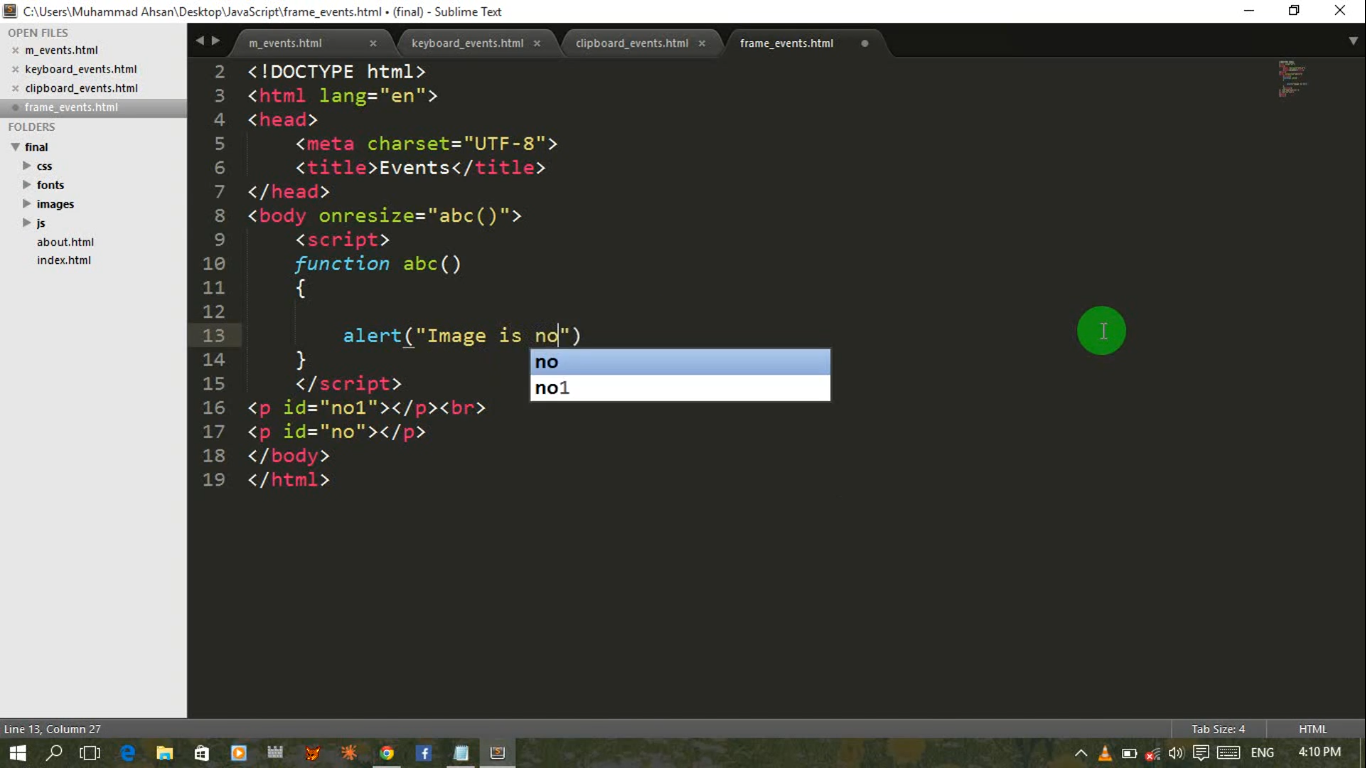 C:\Users\Muhammad Ahsan\Desktop\JavaScript\frame_events.html • (final) - Sublime Text
OPEN FILES
m_events.html
keyboard_events.html
clipboard_events.html
frame_events.html
FOLDERS
final
css
fonts
images
js
about.html
index.html
m_events.html
keyboard_events.html
clipboard_events.html
frame_events.html
2 <!DOCTYPE html>
3 <html lang="en">
4 <head>
5 <meta charset="UTF-8">
6 <title>Events</title>
7 </head>
8 <body onresize="abc()">
9 <script>
10 function abc()
11 {
12
13 alert("Image is no")
no
no1
14 }
15 </script>
16 <p id="no1"></p><br>
17 <p id="no"></p>
18 </body>
19 </html>
Line 13, Column 27
Tab Size: 4
HTML
ENG
4:10 PM